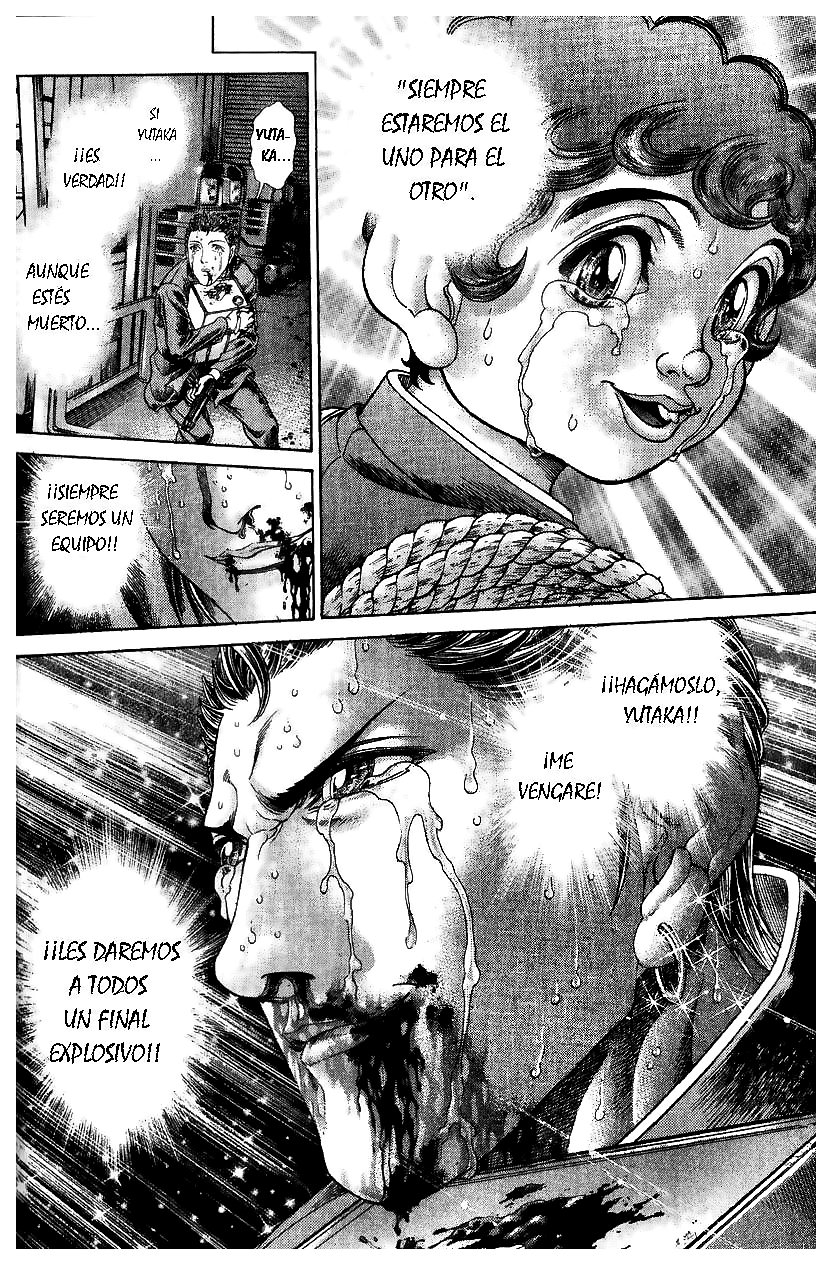 "SIEMPRE
ESTAREMOS EL
UNO PARA EL
OTRO".
YUTA-
KA...
SI
YUTAKA
...
¡¡ES
VERDAD!!
AUNQUE
ESTÉS
MUERTO...
¡¡SIEMPRE
SEREMOS UN
EQUIPO!!
¡¡HAGÁMOSLO,
YUTAKA!!
¡ME
VENGARE!
¡¡LES DAREMOS
A TODOS
UN FINAL
EXPLOSIVO!!